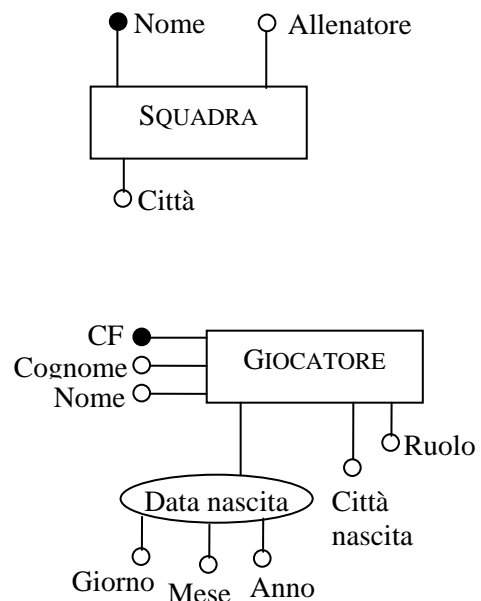 Nome
Allenatore
SQUADRA
Città
CF
Cognome
Nome
GIOCATORE
Ruolo
Data nascita
Città
nascita
Giorno
Mese
Anno